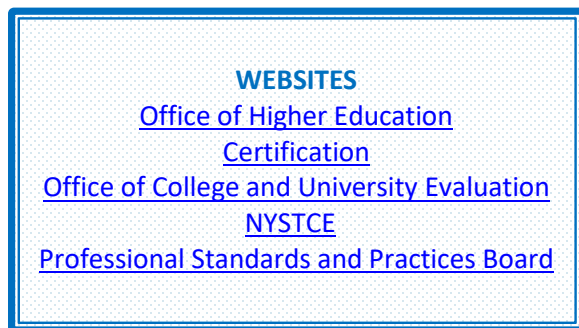 WEBSITES
Office of Higher Education
Certification
Office of College and University Evaluation
NYSTCE
Professional Standards and Practices Board